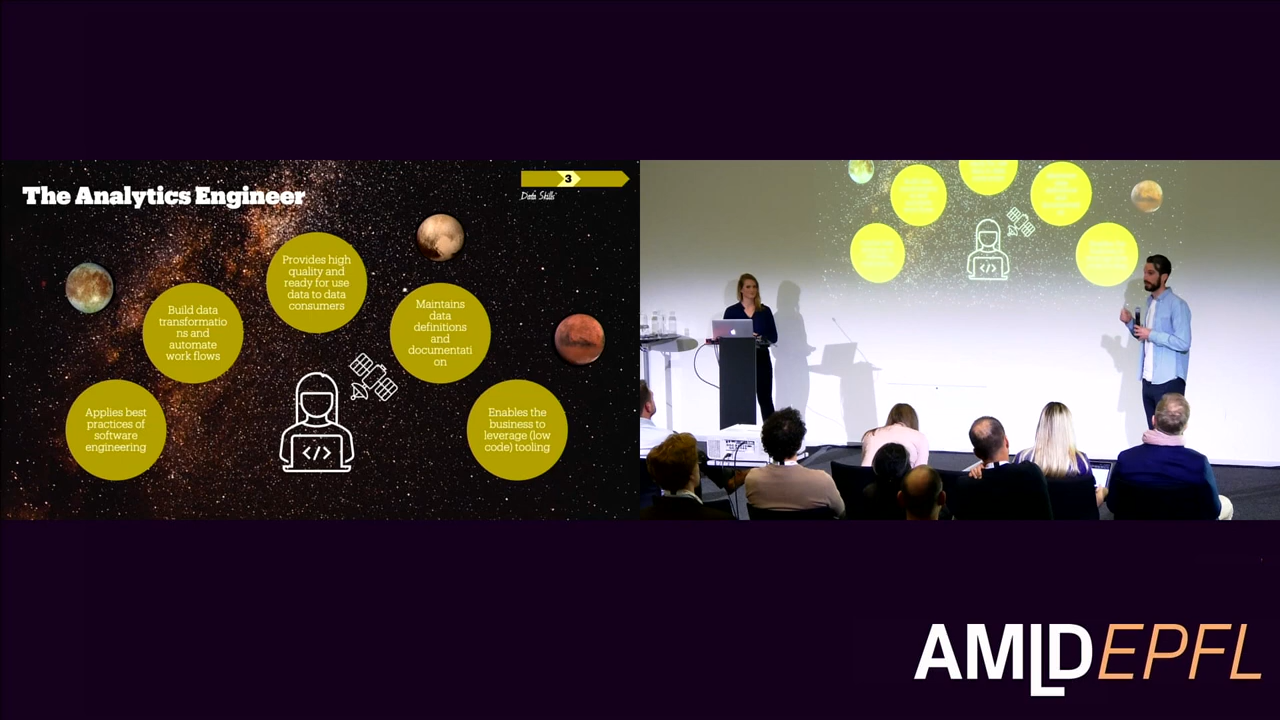 The Analytics Engineer
3
Data Skills
Provides high
quality and
ready for use
data to data
consumers
Build data
transformatio
ns and
automate
work flows
Maintains
data
definitions
and
documentati
on
Applies best
practices of
software
engineering
Enables the
business to
leverage (low
code) tooling
</>
</>
AMLDEPFL